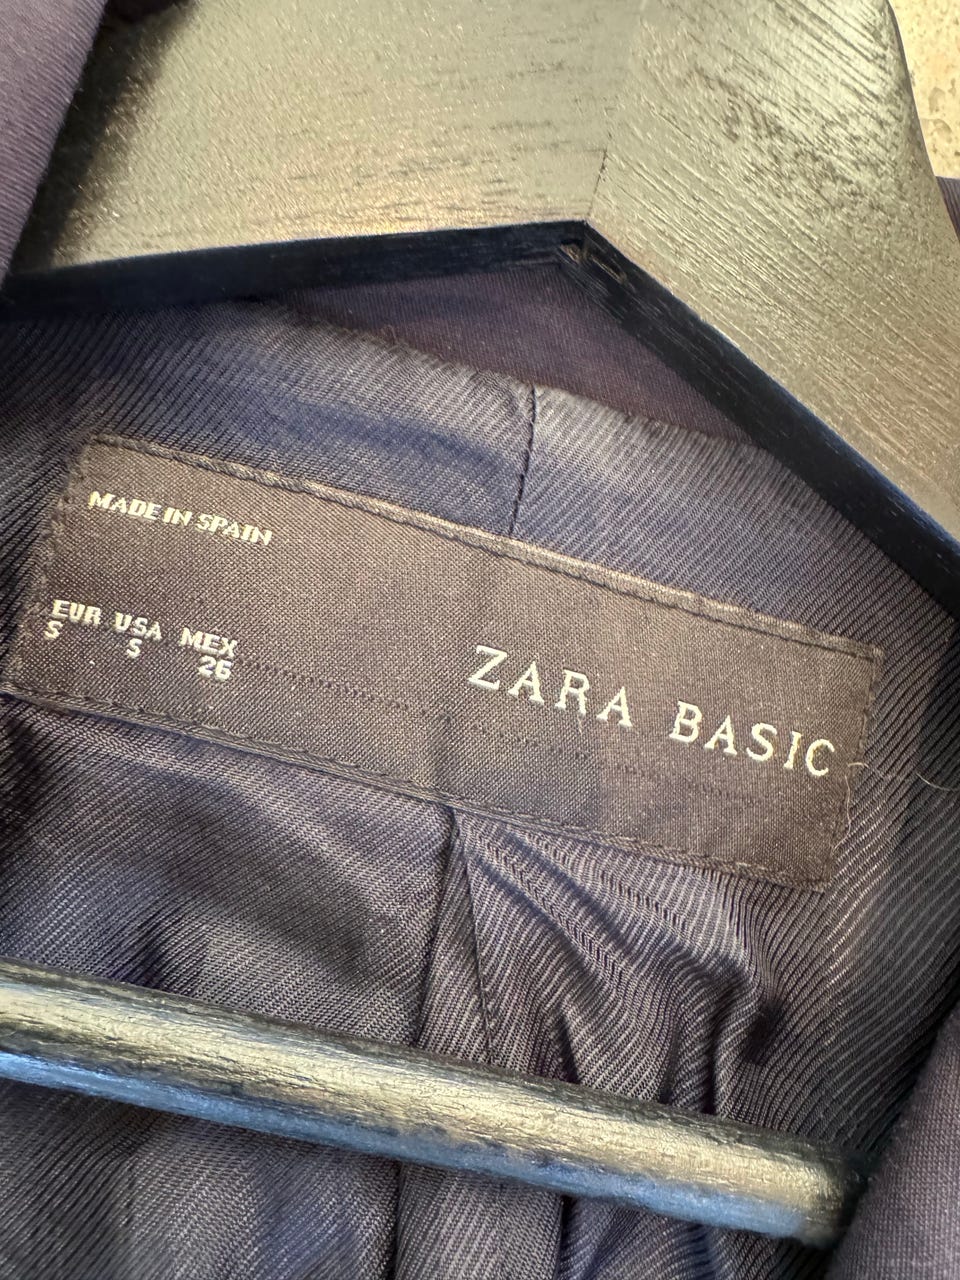 MADE IN SPAIN
EUR USA MEX
S S 26
ZARA BASIC